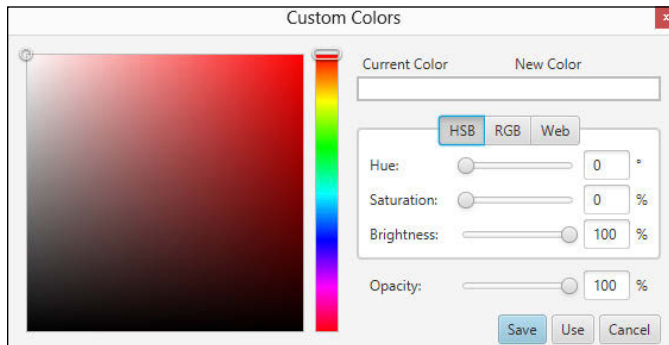 Custom Colors
x
Current Color New Color
HSB RGB Web
Hue: 0 °
Saturation: 0 %
Brightness: 100 %
Opacity: 100 %
Save Use Cancel